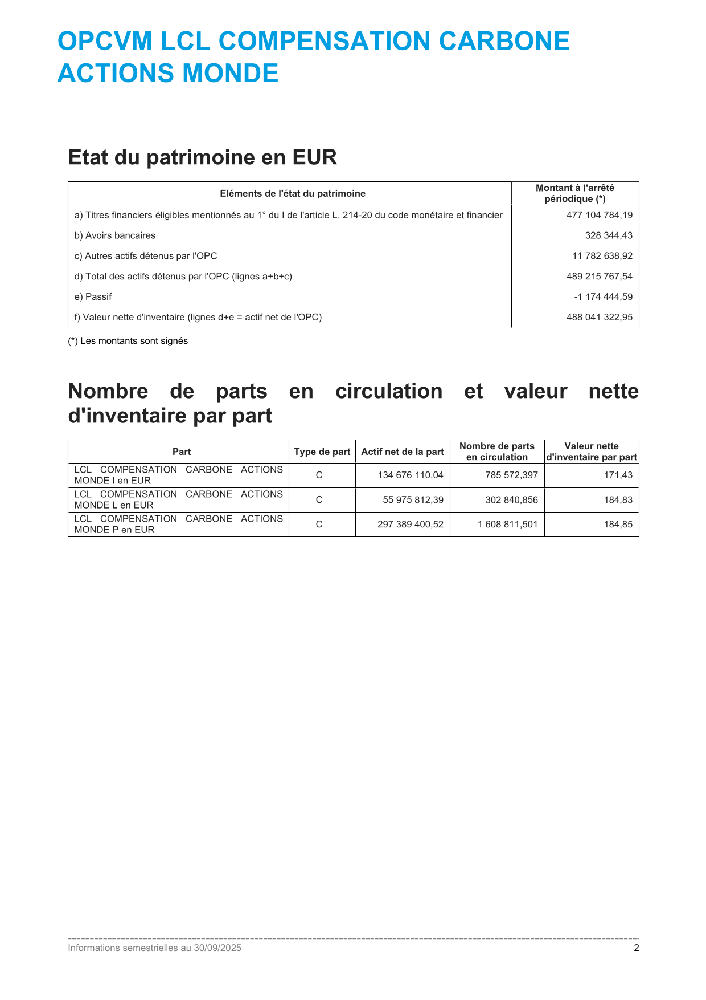 OPCVM LCL COMPENSATION CARBONE
ACTIONS MONDE
Etat du patrimoine en EUR
Eléments de l'état du patrimoine
Montant à l'arrêté
périodique (*)
a) Titres financiers éligibles mentionnés au 1° du I de l'article L. 214-20 du code monétaire et financier 477 104 784,19
b) Avoirs bancaires 328 344,43
c) Autres actifs détenus par l'OPC 11 782 638,92
d) Total des actifs détenus par l'OPC (lignes a+b+c) 489 215 767,54
e) Passif -1 174 444,59
f) Valeur nette d'inventaire (lignes d+e = actif net de l'OPC) 488 041 322,95
(*) Les montants sont signés
Nombre de parts en circulation et valeur nette
d'inventaire par part
Part
Type de part
Actif net de la part
Nombre de parts
en circulation
Valeur nette
d'inventaire par part
LCL COMPENSATION CARBONE ACTIONS
MONDE I en EUR
C 134 676 110,04 785 572,397 171,43
LCL COMPENSATION CARBONE ACTIONS
MONDE L en EUR
C 55 975 812,39 302 840,856 184,83
LCL COMPENSATION CARBONE ACTIONS
MONDE P en EUR
C 297 389 400,52 1 608 811,501 184,85
Informations semestrielles au 30/09/2025 2